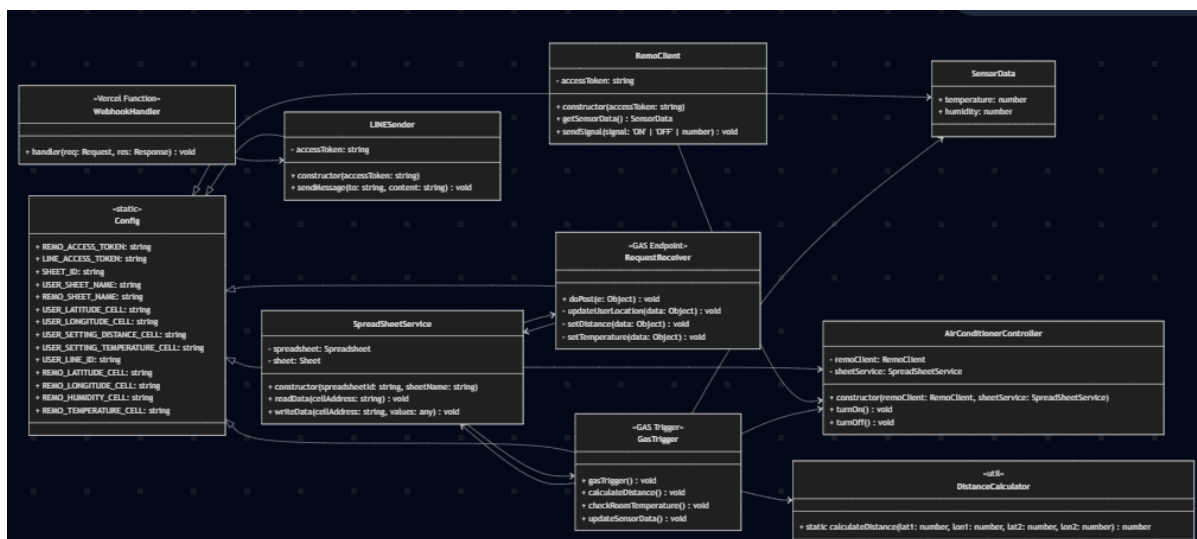 «Vercel Function»
WebhookHandler
+ handler(req: Request, res: Response) : void
«static»
Config
+ REMO_ACCESS_TOKEN: string
+ LINE_ACCESS_TOKEN: string
+ SHEET_ID: string
+ USER_SHEET_NAME: string
+ REMO_SHEET_NAME: string
+ USER_LATITUDE_CELL: string
+ USER_LONGITUDE_CELL: string
+ USER_SETTING_DISTANCE_CELL: string
+ USER_SETTING_TEMPERATURE_CELL: string
+ USER_LINE_ID: string
+ REMO_LATITUDE_CELL: string
+ REMO_LONGITUDE_CELL: string
+ REMO_HUMIDITY_CELL: string
+ REMO_TEMPERATURE_CELL: string
LINESender
- accessToken: string
+ constructor(accessToken: string)
+ sendMessage(to: string, content: string) : void
SpreadSheetService
- spreadsheet: Spreadsheet
- sheet: Sheet
+ constructor(spreadsheetId: string, sheetName: string)
+ readData(cellAddress: string) : void
+ writeData(cellAddress: string, values: any) : void
RemoClient
- accessToken: string
+ constructor(accessToken: string)
+ getSensorData() : SensorData
+ sendSignal(signal: 'ON' | 'OFF' | number) : void
«GAS Endpoint»
RequestReceiver
+ doPost(e: Object) : void
- updateUserLocation(data: Object) : void
- setDistance(data: Object) : void
- setTemperature(data: Object) : void
«GAS Trigger»
GasTrigger
+ gasTrigger() : void
+ calculateDistance() : void
+ checkRoomTemperature() : void
+ updateSensorData() : void
SensorData
+ temperature: number
+ humidity: number
AirConditionerController
- remoClient: RemoClient
- sheetService: SpreadSheetService
+ constructor(remoClient: RemoClient, sheetService: SpreadSheetService)
+ turnOn() : void
+ turnOff() : void
«util»
DistanceCalculator
+ static calculateDistance(lat1: number, lon1: number, lat2: number, lon2: number) : number